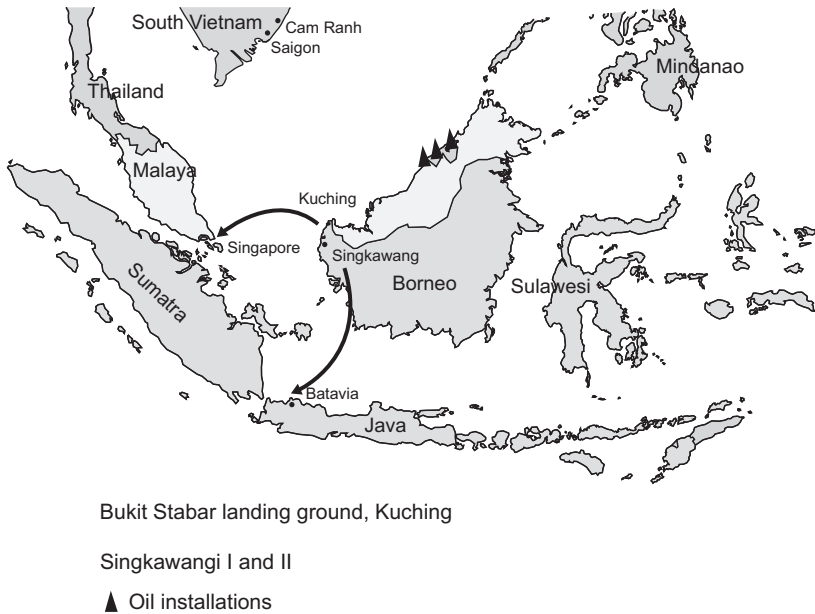 South Vietnam
Cam Ranh
Saigon
Mindanao
Thailand
Malaya
Kuching
Singapore
Singkawang
Borneo
Sulawesi
Sumatra
Batavia
Java
Bukit Stabar landing ground, Kuching
Singkawangi I and II
Oil installations